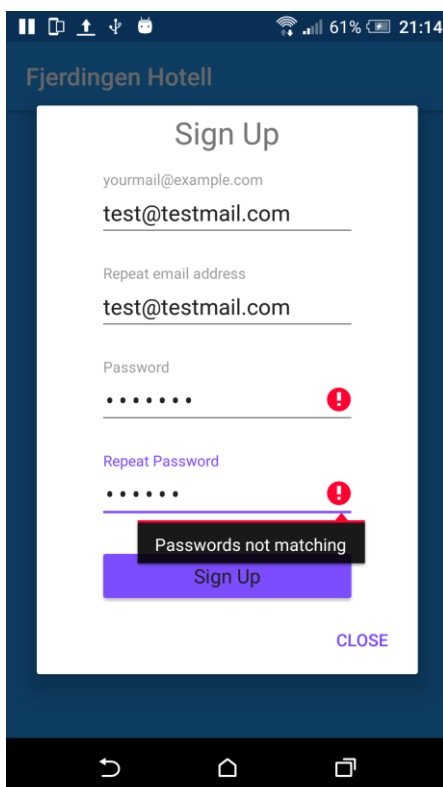 61% 21:14
Fjerdingen Hotell
Sign Up
yourmail@example.com
test@testmail.com
Repeat email address
test@testmail.com
Password
•••••••
Repeat Password
••••••
Passwords not matching
Sign Up
CLOSE